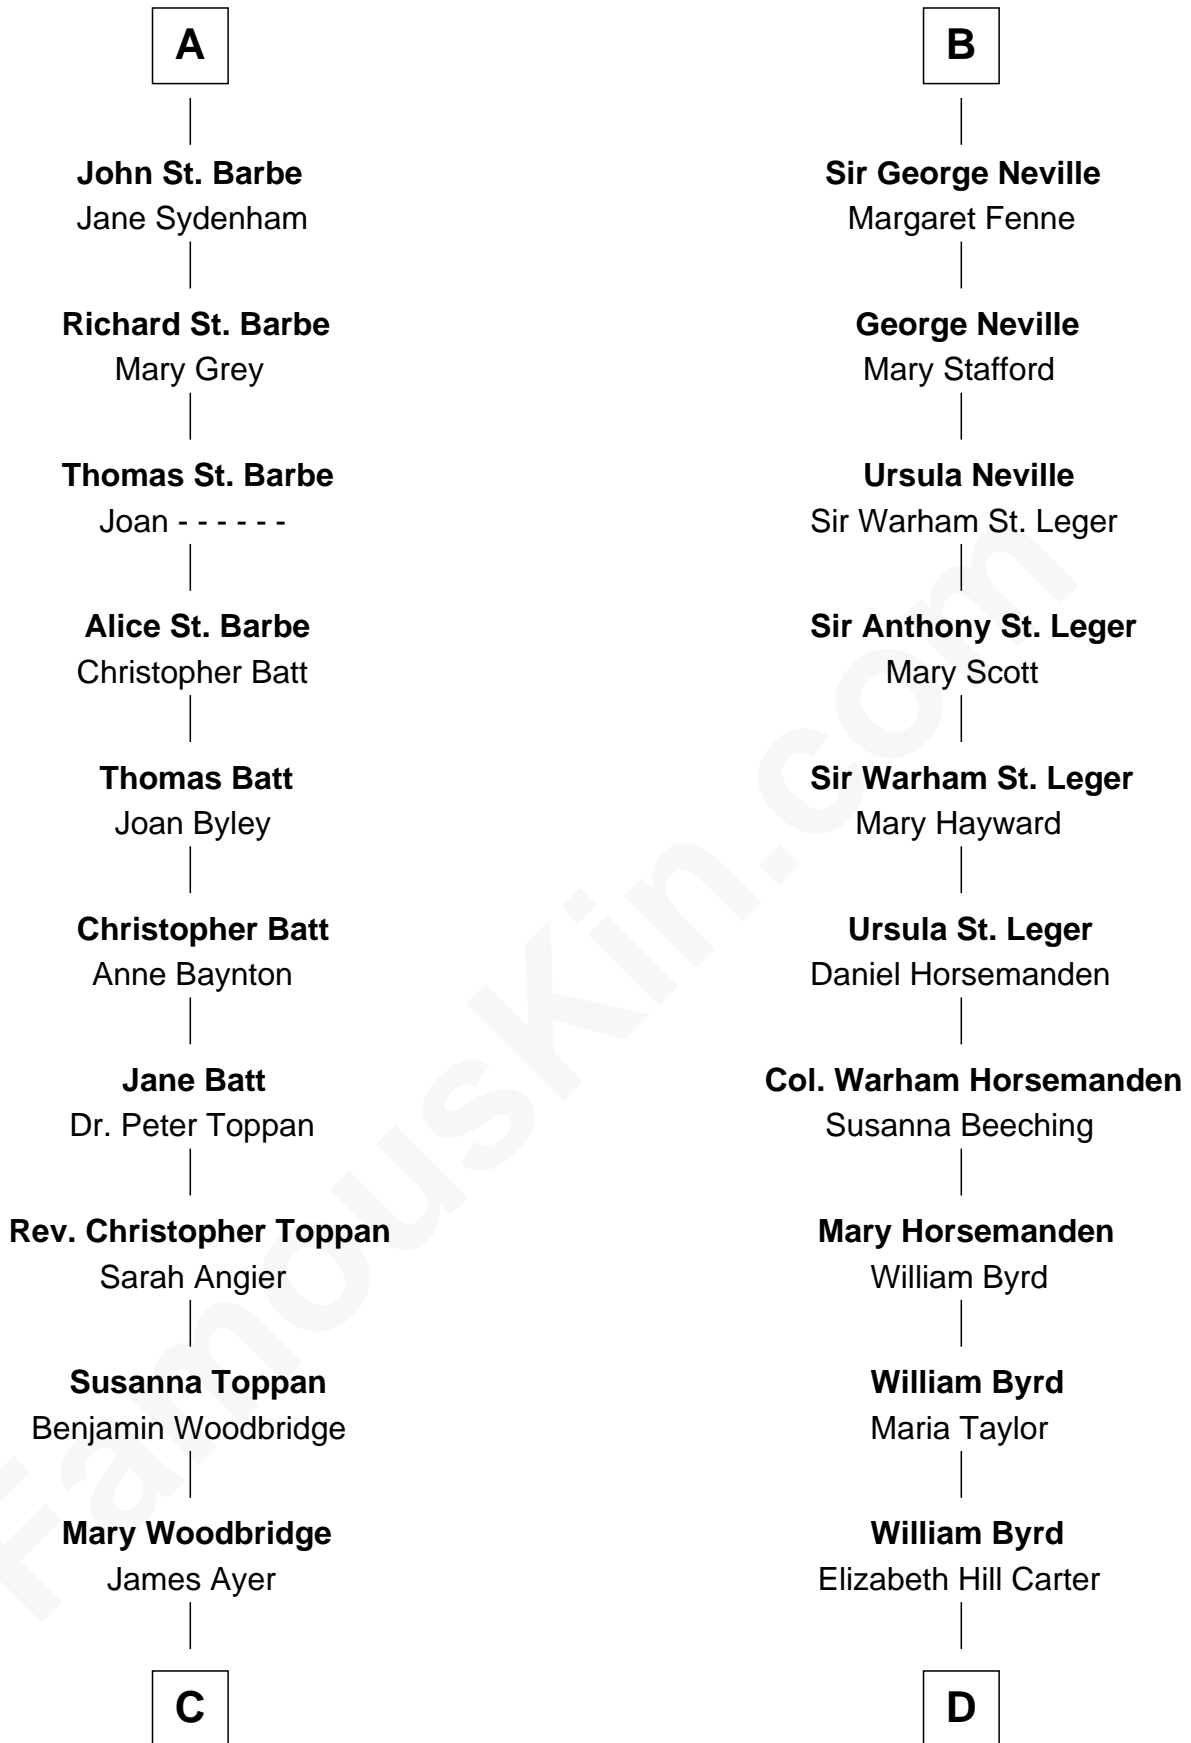 A
John St. Barbe
Jane Sydenham
Richard St. Barbe
Mary Grey
Thomas St. Barbe
Joan - - - - - -
Alice St. Barbe
Christopher Batt
Thomas Batt
Joan Byley
Christopher Batt
Anne Baynton
Jane Batt
Dr. Peter Toppan
Rev. Christopher Toppan
Sarah Angier
Susanna Toppan
Benjamin Woodbridge
Mary Woodbridge
James Ayer
C
B
Sir George Neville
Margaret Fenne
George Neville
Mary Stafford
Ursula Neville
Sir Warham St. Leger
Sir Anthony St. Leger
Mary Scott
Sir Warham St. Leger
Mary Hayward
Ursula St. Leger
Daniel Horsemanden
Col. Warham Horsemanden
Susanna Beeching
Mary Horsemanden
William Byrd
William Byrd
Maria Taylor
William Byrd
Elizabeth Hill Carter
D
FamousKin.com